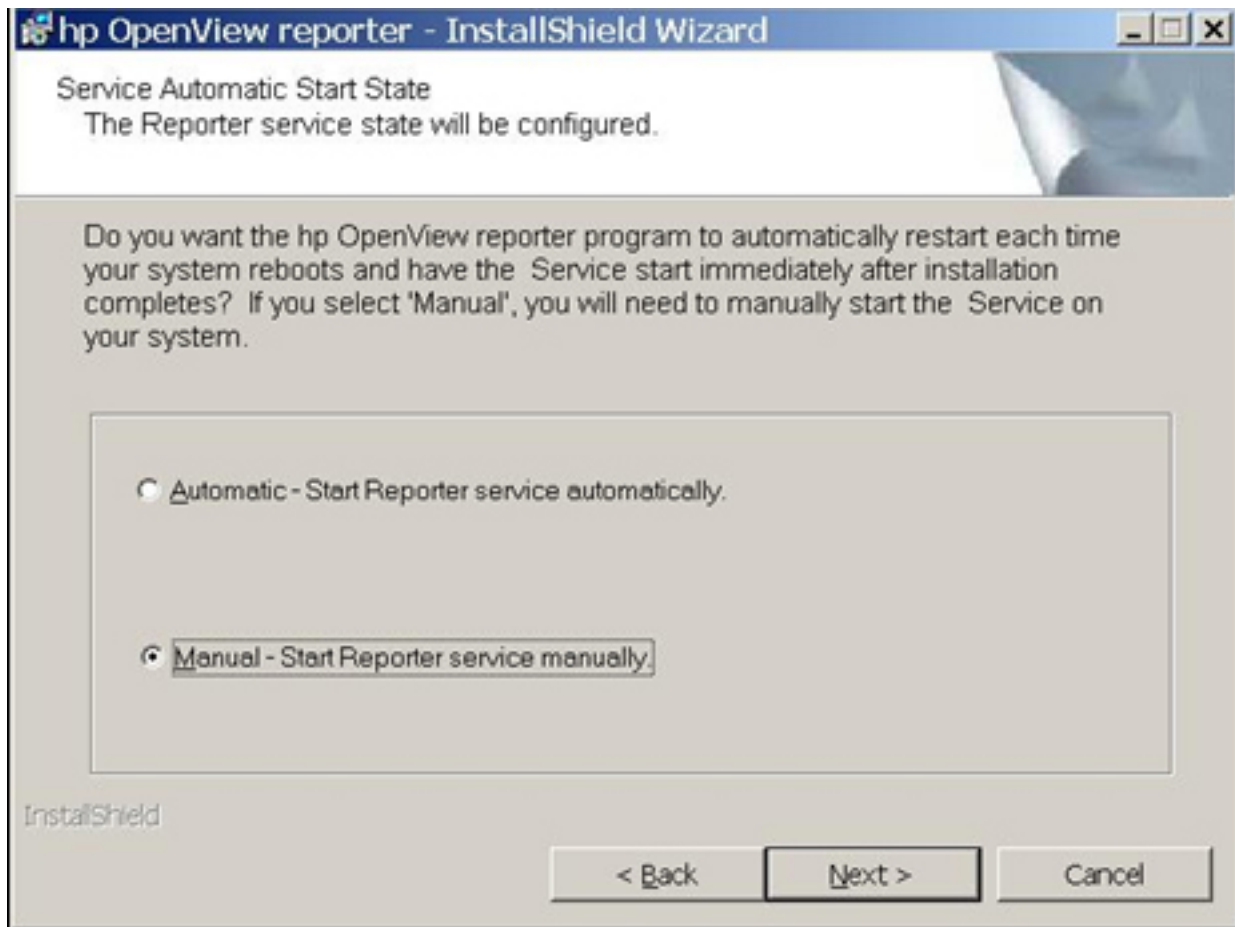 hp OpenView reporter - InstallShield Wizard
Service Automatic Start State
The Reporter service state will be configured.
Do you want the hp OpenView reporter program to automatically restart each time
your system reboots and have the  Service start immediately after installation
completes?  If you select 'Manual', you will need to manually start the  Service on
your system.
Automatic - Start Reporter service automatically.
Manual - Start Reporter service manually.
InstallShield
< Back
Next >
Cancel